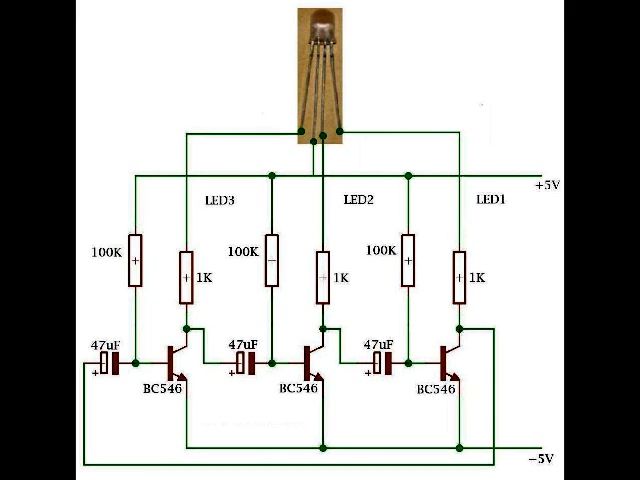 +5V
LED3
LED2
LED1
100K
100K
100K
1K
1K
1K
47uF
47uF
47uF
BC546
BC546
BC546
−5V